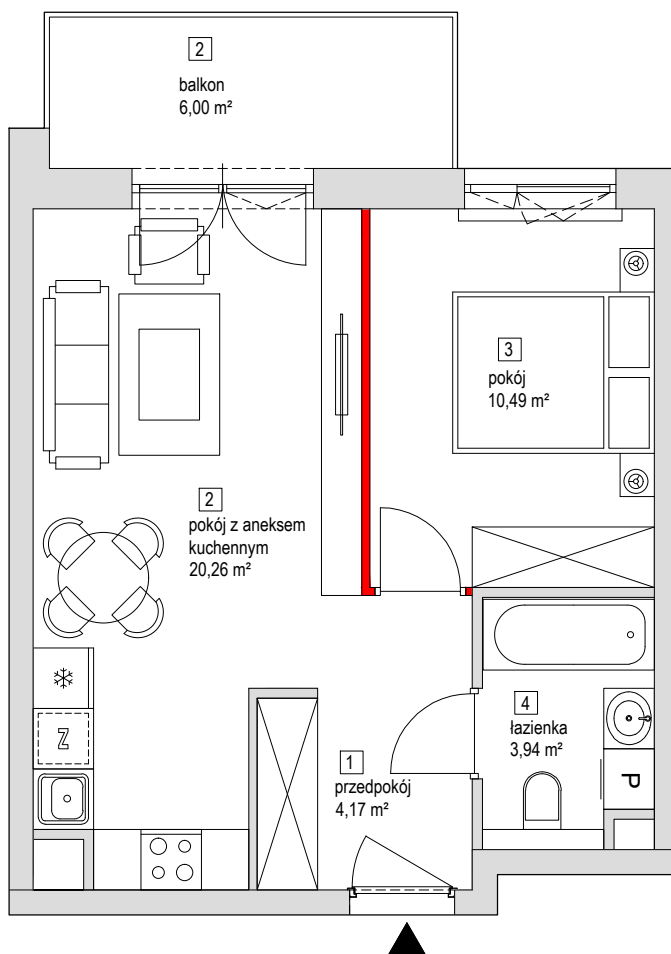 2
balkon
6,00 m²
3
pokój
10,49 m²
2
pokój z aneksem
kuchennym
20,26 m²
Z
4
łazienka
3,94 m²
1
przedpokój
4,17 m²
P